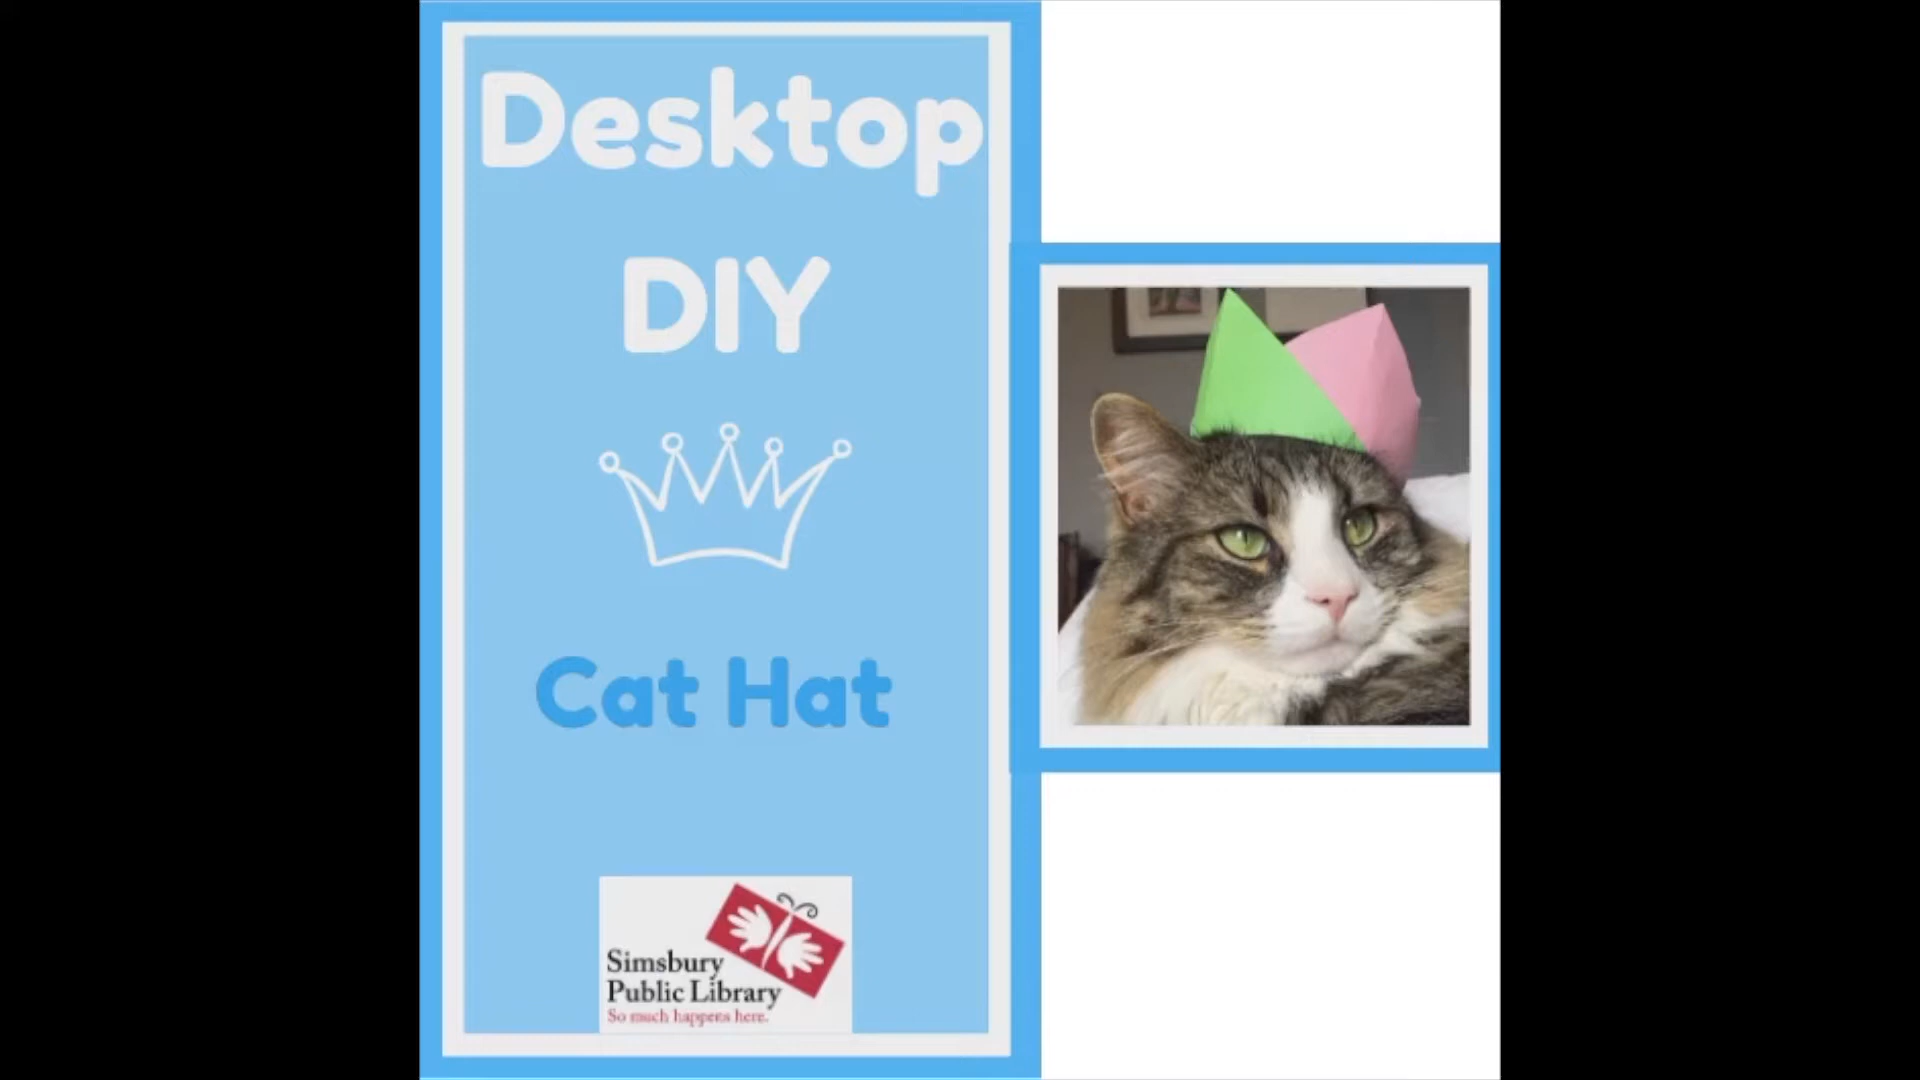 Desktop
DIY
Cat Hat
Simsbury
Public Library
So much happens here.